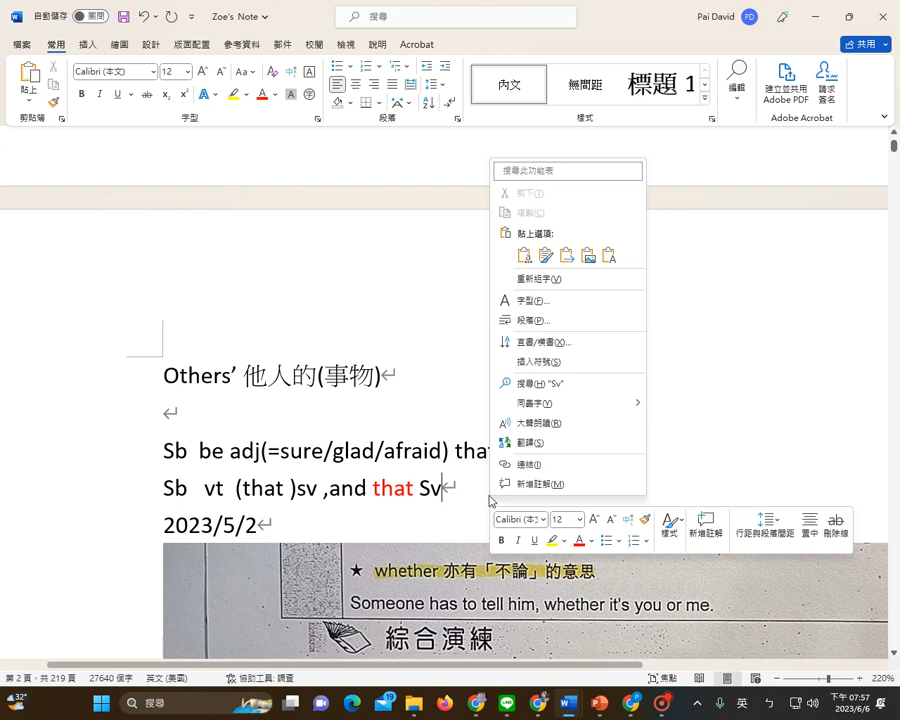 自動儲存 關閉 Zoe's Note 搜尋 Pai David PD
檔案 常用 插入 繪圖 設計 版面配置 參考資料 郵件 校閱 檢視 說明 Acrobat 共用
貼上 Calibri (本文) 12 Aa 內文 無間距 標題 1 編輯 建立並共用 Adobe PDF 請求簽名
剪貼簿 字型 段落 樣式 Adobe Acrobat
搜尋此功能表
剪下(T)
複製(C)
貼上選項:
重新組字(V)
字型(F)...
段落(P)...
直書/橫書(X)...
插入符號(S)
搜尋(H) "Sv"
同義字(Y)
大聲朗讀(R)
翻譯(S)
連結(I)
新增註解(M)
Others' 他人的(事物)
Sb be adj(=sure/glad/afraid) that
Sb vt (that )sv ,and that Sv
2023/5/2
Calibri (本文) 12 樣式 新增註解 行距與段落間距 置中 刪除線
★ whether 亦有「不論」的意思
Someone has to tell him, whether it's you or me.
綜合演練
第 2 頁，共 219 頁 27640 個字 英文 (美國) 協助工具: 調查 焦點 220%
32° 搜尋 19 英 下午 07:57
2023/6/6